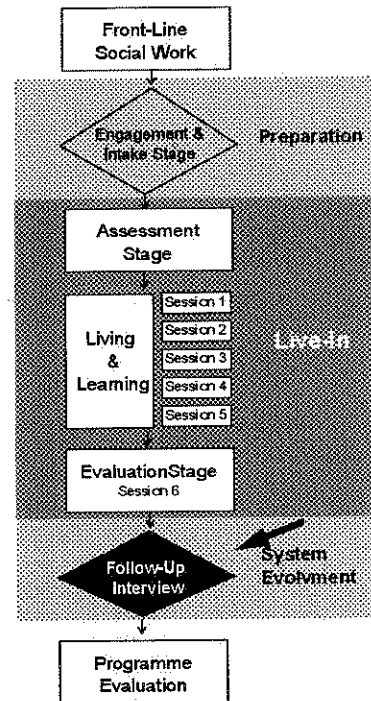 Front-Line
Social Work
Engagement &
Intake Stage
Preparation
Assessment
Stage
Living
&
Learning
Session 1
Session 2
Session 3
Session 4
Session 5
Live-in
EvaluationStage
Session 6
Follow-Up
Interview
System
Evolvment
Programme
Evaluation